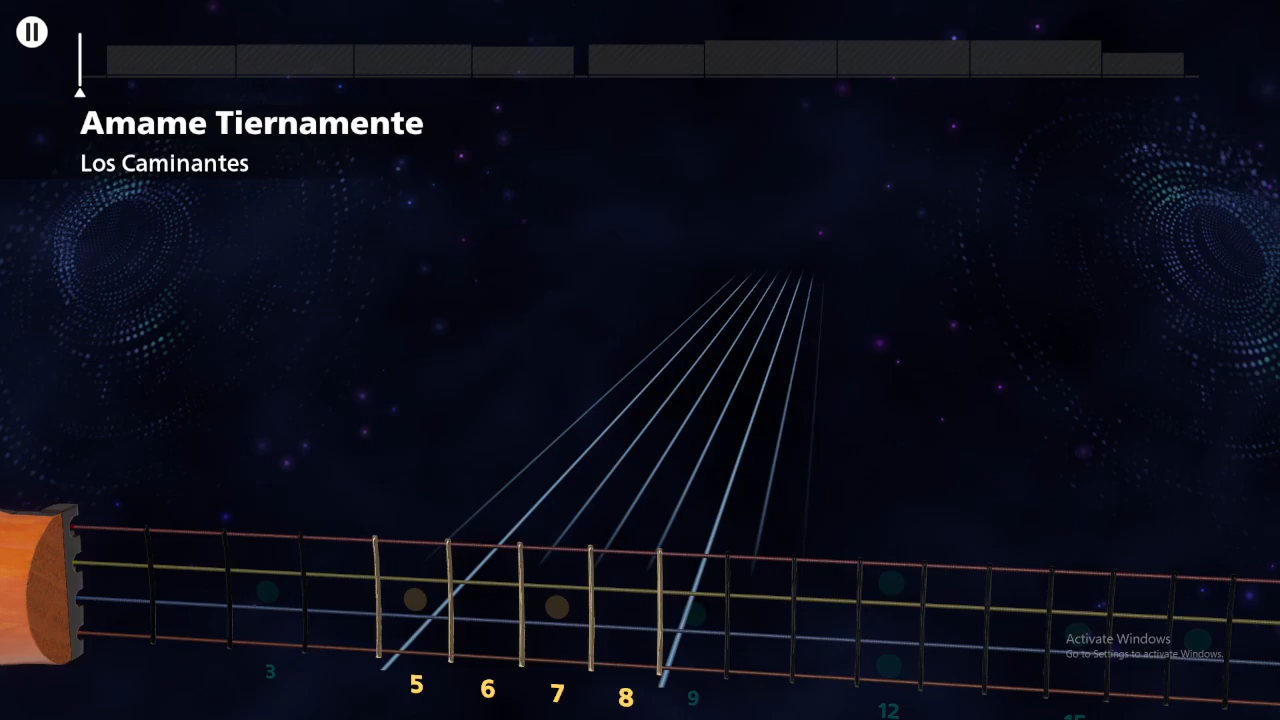 Amame Tiernamente
Los Caminantes
Activate Windows
Go to Settings to activate Windows.
3
5
6
7
8
9
12